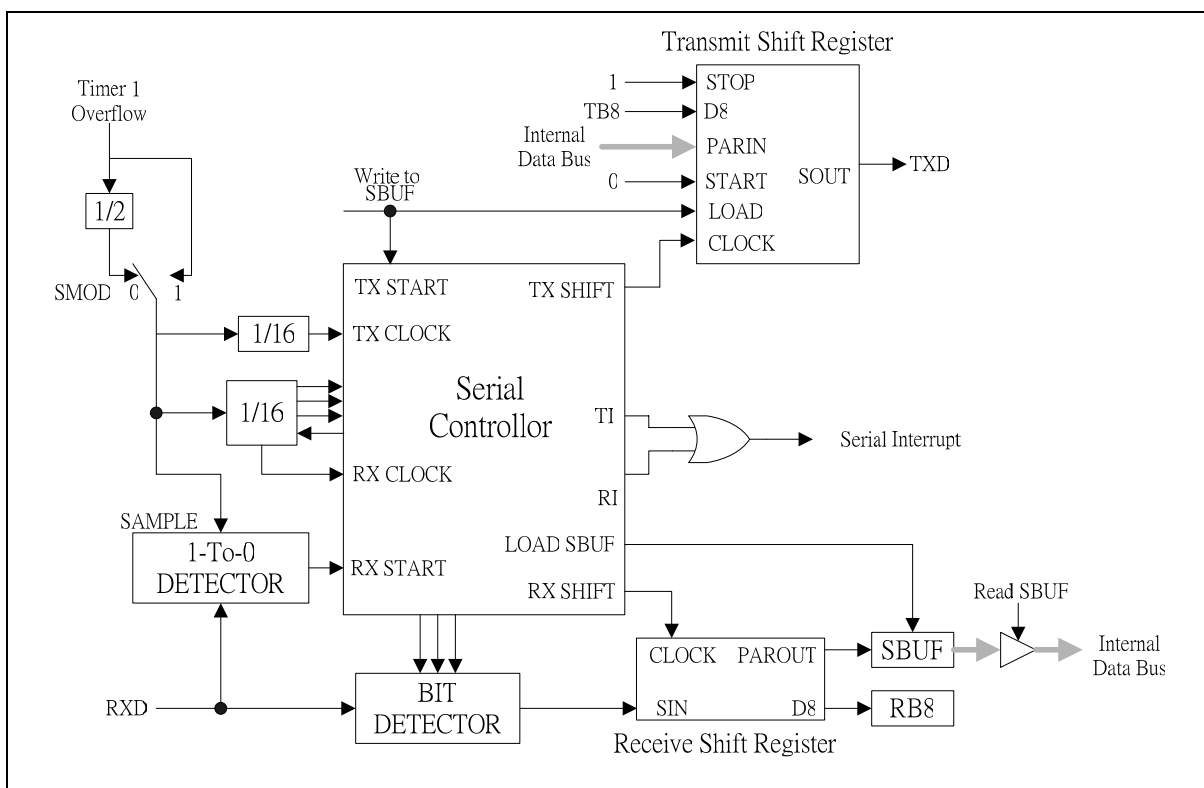 Transmit Shift Register
Timer 1
Overflow
1
STOP
TB8
D8
Internal
Data Bus
PARIN
SOUT
TXD
0
START
Write to
SBUF
LOAD
CLOCK
1/2
SMOD
0
1
TX START
TX SHIFT
1/16
TX CLOCK
Serial
Controllor
1/16
TI
Serial Interrupt
RX CLOCK
RI
SAMPLE
1-To-0
DETECTOR
RX START
LOAD SBUF
RX SHIFT
Read SBUF
CLOCK
PAROUT
SBUF
Internal
Data Bus
RXD
BIT
DETECTOR
SIN
D8
RB8
Receive Shift Register